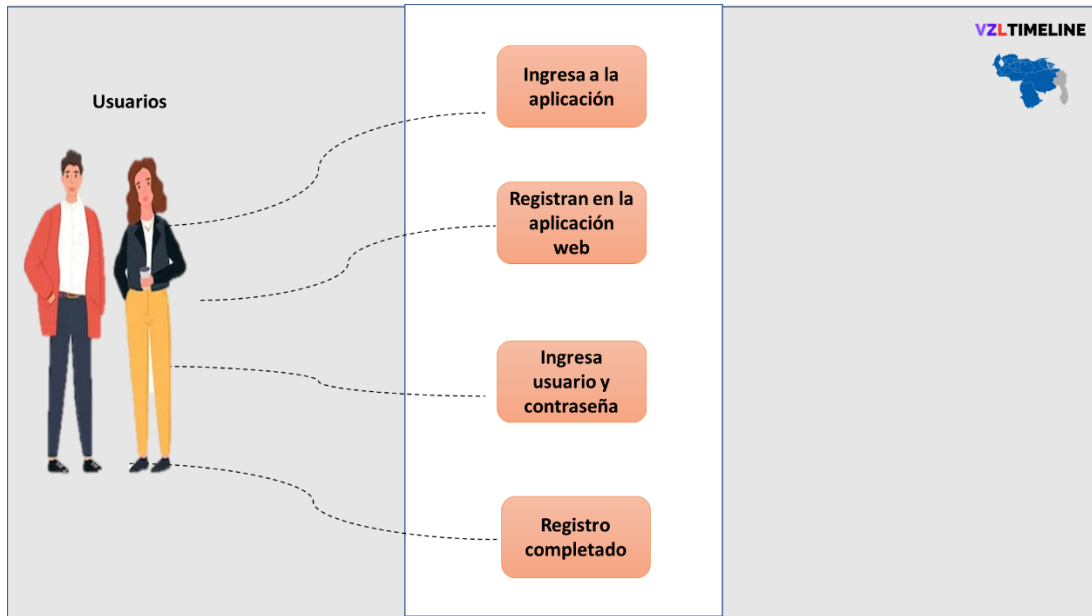 VZLTIMELINE
Usuarios
Ingresa a la
aplicación
Registran en la
aplicación
web
Ingresa
usuario y
contraseña
Registro
completado